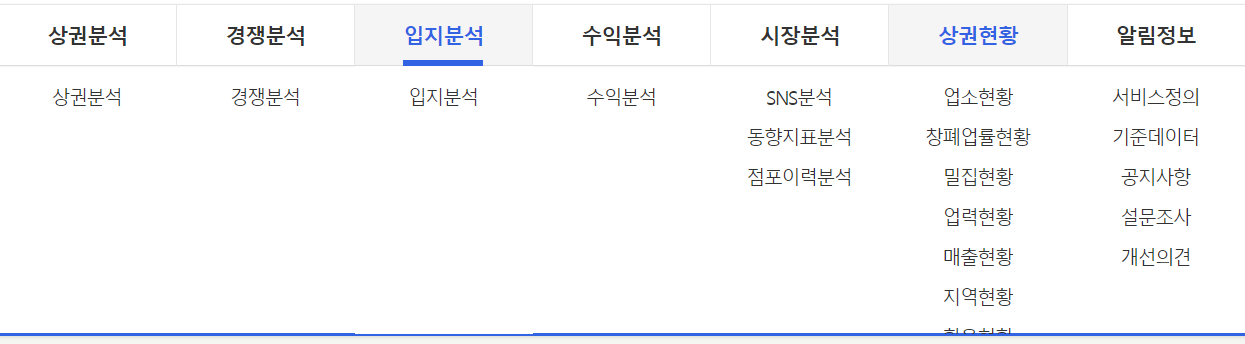 상권분석 경쟁분석 입지분석 수익분석 시장분석 상권현황 알림정보
상권분석 경쟁분석 입지분석 수익분석 SNS분석 업소현황 서비스정의
동향지표분석 창폐업률현황 기준데이터
점포이력분석 밀집현황 공지사항
업력현황 설문조사
매출현황 개선의견
지역현황